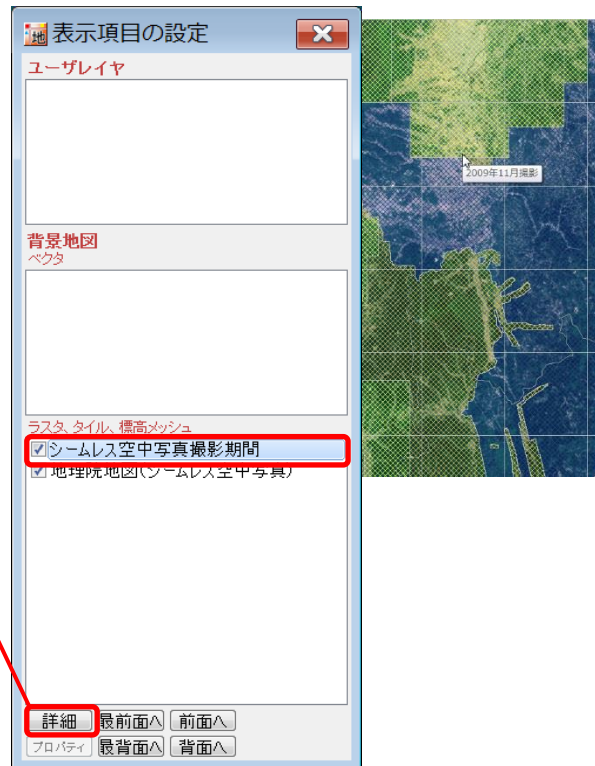 地 表示項目の設定
ユーザレイヤ
背景地図
ベクタ
ラスタ、タイル、標高メッシュ
シームレス空中写真撮影期間
地理院地図(シームレス空中写真)
詳細 最前面へ 前面へ
プロパティ 最背面へ 背面へ
2009年11月撮影